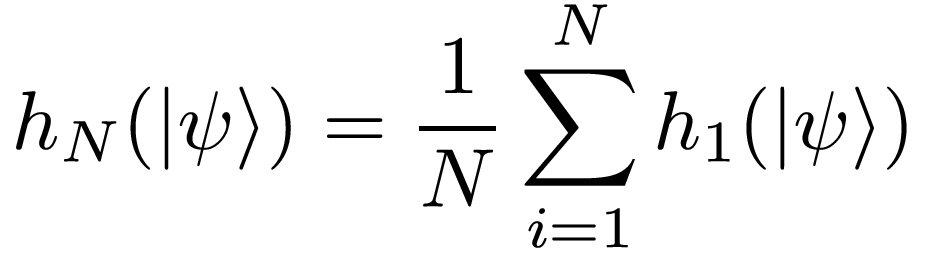 h_N(|ψ⟩) = \frac{1}{N} \sum_{i=1}^{N} h_1(|ψ⟩)